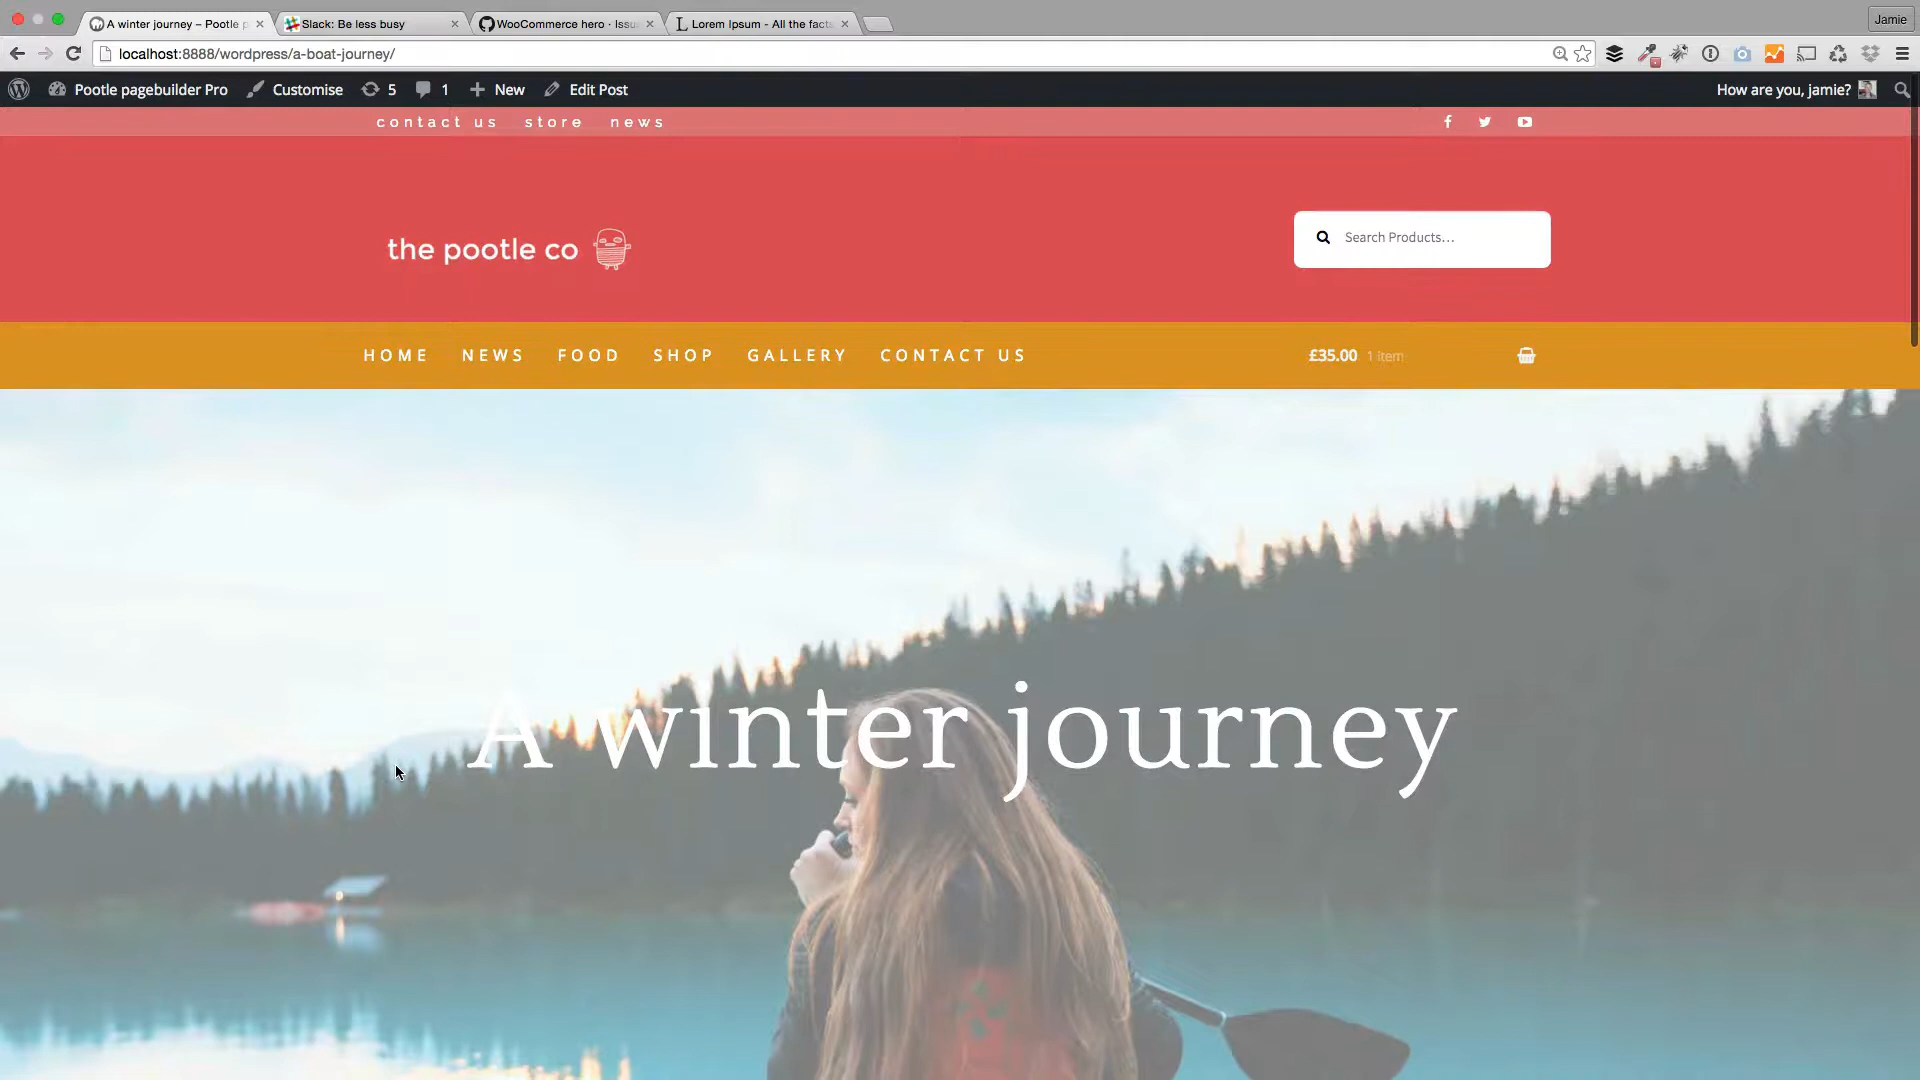 A winter journey – Pootle p
Slack: Be less busy
WooCommerce hero · Issu
Lorem Ipsum - All the facts
Jamie
localhost:8888/wordpress/a-boat-journey/
Pootle pagebuilder Pro
Customise
5
1
New
Edit Post
How are you, jamie?
contact us
store
news
the pootle co
Search Products…
HOME
NEWS
FOOD
SHOP
GALLERY
CONTACT US
£35.00 1 item
A winter journey